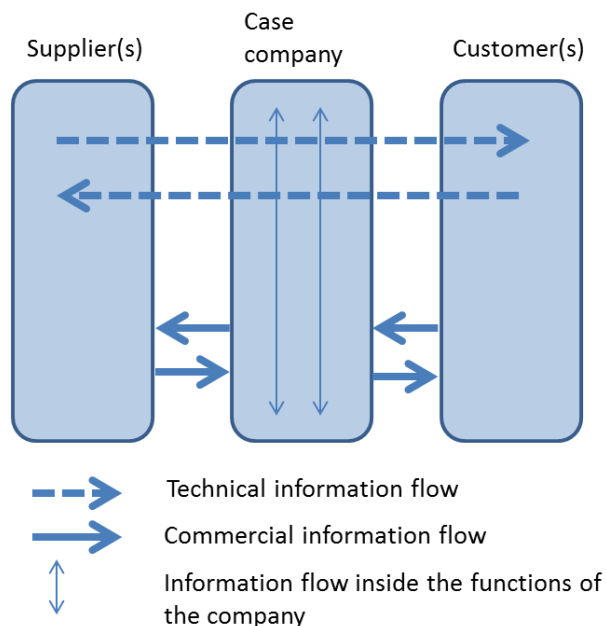 Supplier(s)
Case
company
Customer(s)
Technical information flow
Commercial information flow
Information flow inside the functions of
the company